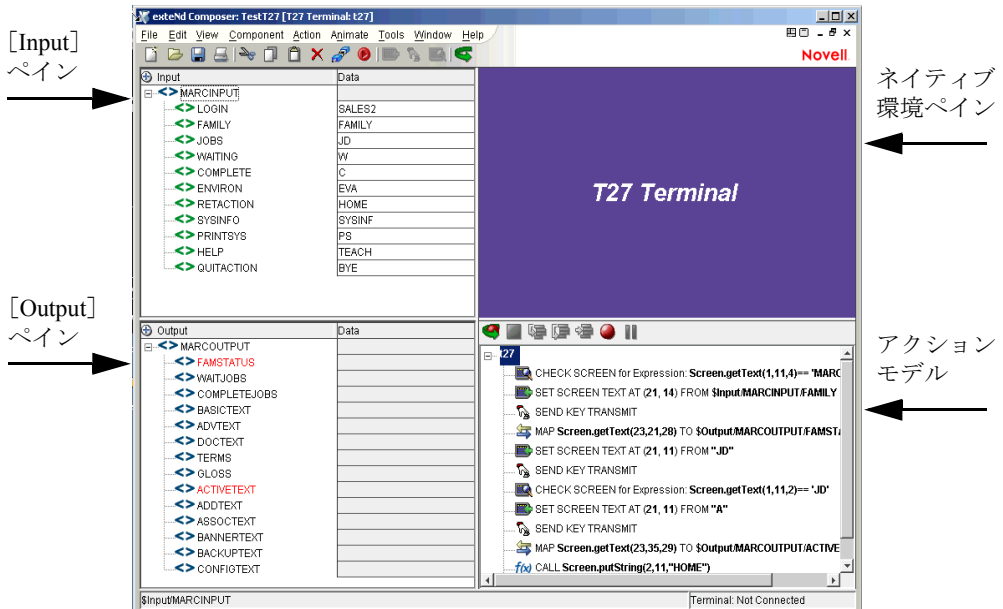 exteNd Composer: TestT27 [T27 Terminal: t27]
File Edit View Component Action Animate Tools Window Help
Novell
［Input］
ペイン
Input Data
MARCINPUT
LOGIN SALES2
FAMILY FAMILY
JOBS JD
WAITING W
COMPLETE C
ENVIRON EVA
RETACTION HOME
SYSINFO SYSINF
PRINTSYS PS
HELP TEACH
QUITACTION BYE
T27 Terminal
ネイティブ
環境ペイン
［Output］
ペイン
Output Data
MARCOUTPUT
FAMSTATUS
WAITJOBS
COMPLETEJOBS
BASICTEXT
ADVTEXT
DOCTEXT
TERMS
GLOSS
ACTIVETEXT
ADDTEXT
ASSOCTEXT
BANNERTEXT
BACKUPTEXT
CONFIGTEXT
t27
CHECK SCREEN for Expression: Screen.getText(1,11,4)== 'MARC
SET SCREEN TEXT AT (21, 14) FROM $Input/MARCINPUT/FAMILY
SEND KEY TRANSMIT
MAP Screen.getText(23,21,28) TO $Output/MARCOUTPUT/FAMSTA
SET SCREEN TEXT AT (21, 11) FROM "JD"
SEND KEY TRANSMIT
CHECK SCREEN for Expression: Screen.getText(1,11,2)== 'JD'
SET SCREEN TEXT AT (21, 11) FROM "A"
SEND KEY TRANSMIT
MAP Screen.getText(23,35,29) TO $Output/MARCOUTPUT/ACTIVE
f(x) CALL Screen.putString(2,11,"HOME")
アクション
モデル
$Input/MARCINPUT
Terminal: Not Connected